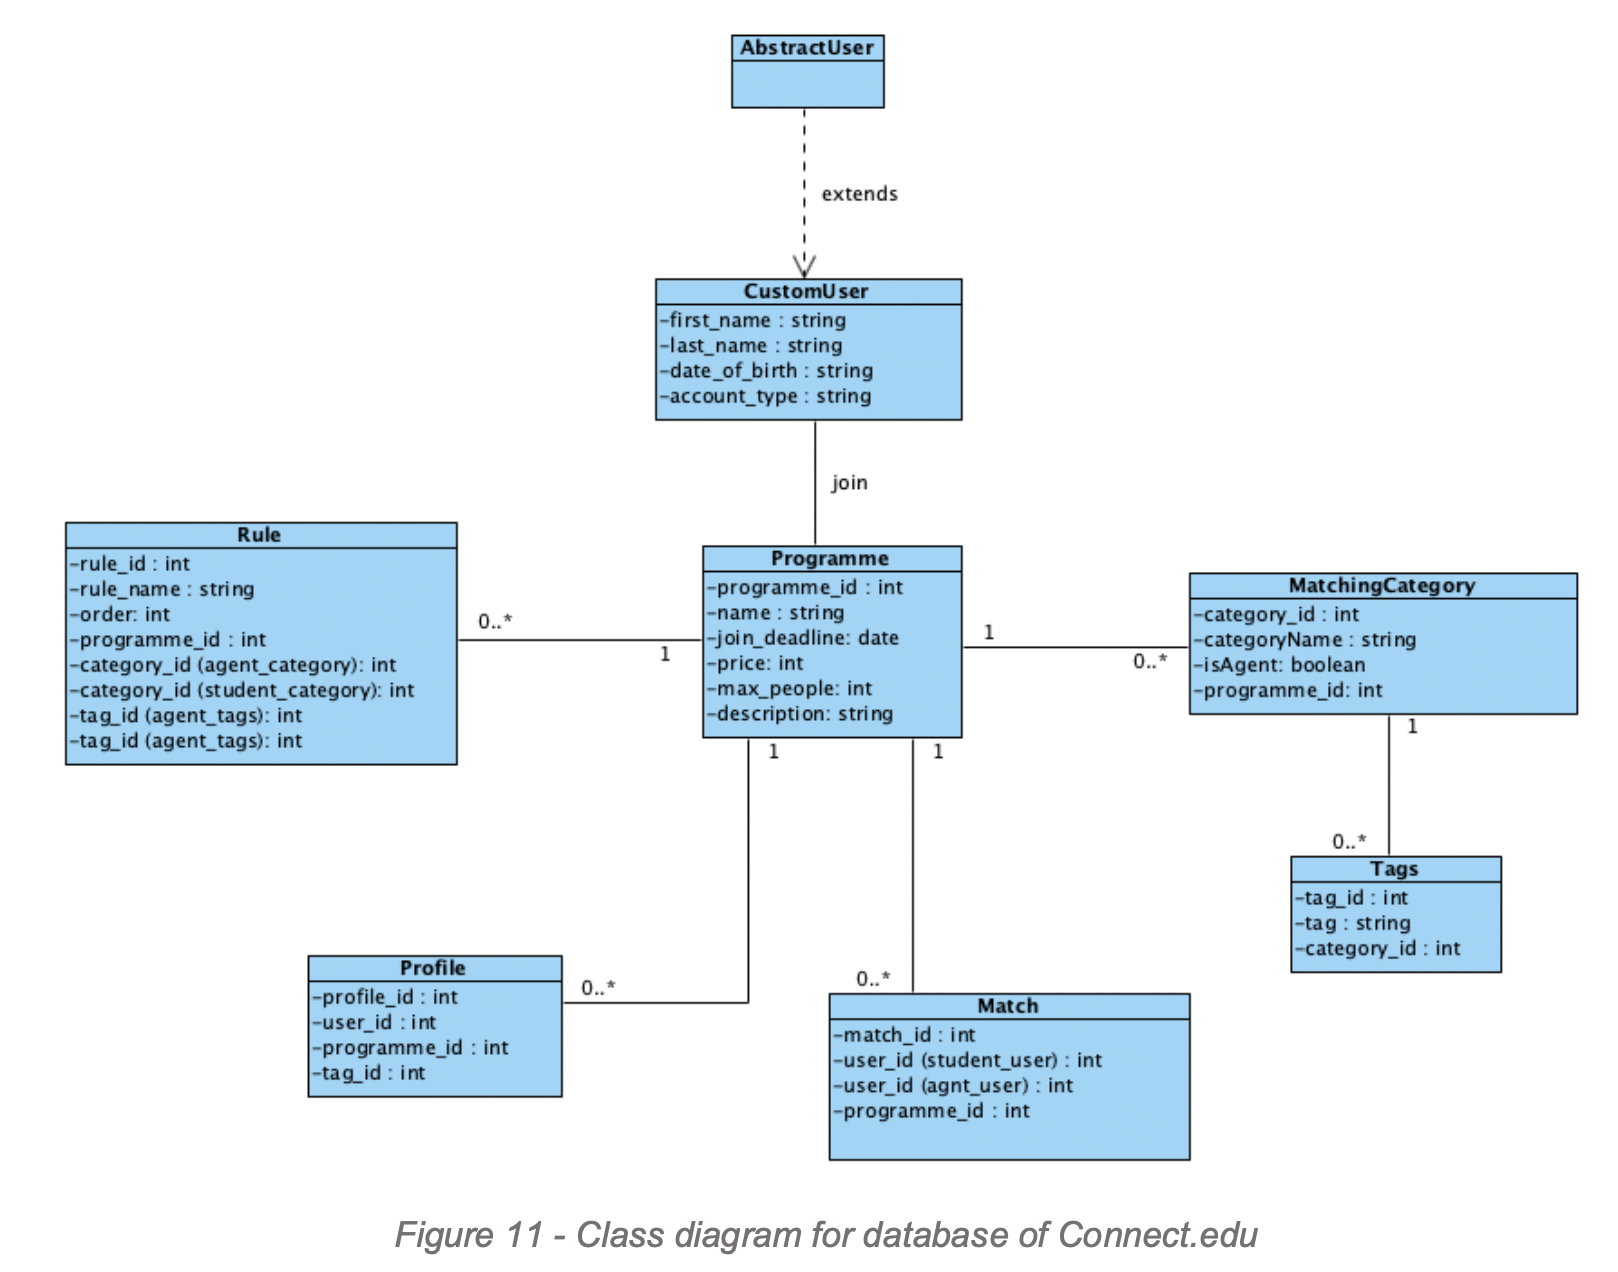 AbstractUser
extends
CustomUser
-first_name : string
-last_name : string
-date_of_birth : string
-account_type : string
join
Rule
-rule_id : int
-rule_name : string
-order: int
-programme_id : int
-category_id (agent_category): int
-category_id (student_category): int
-tag_id (agent_tags): int
-tag_id (agent_tags): int
0..*
1
Programme
-programme_id : int
-name : string
-join_deadline: date
-price: int
-max_people: int
-description: string
1
0..*
MatchingCategory
-category_id : int
-categoryName : string
-isAgent: boolean
-programme_id: int
1
0..*
Tags
-tag_id : int
-tag : string
-category_id : int
1
0..*
Profile
-profile_id : int
-user_id : int
-programme_id : int
-tag_id : int
1
0..*
Match
-match_id : int
-user_id (student_user) : int
-user_id (agnt_user) : int
-programme_id : int
Figure 11 - Class diagram for database of Connect.edu